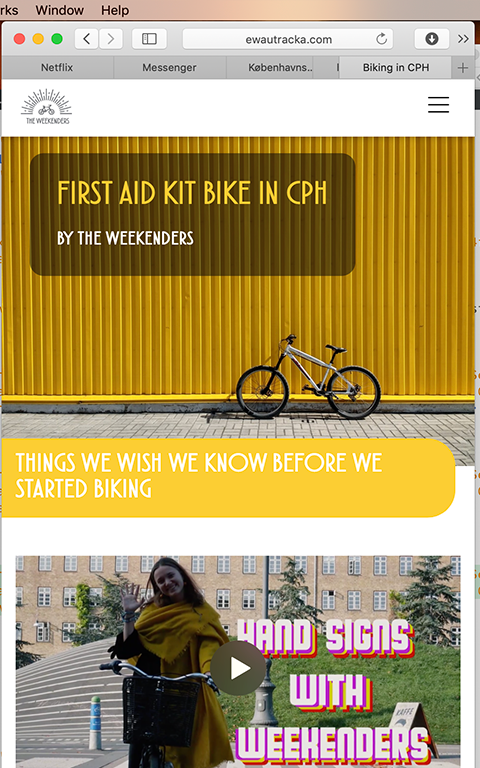 rks Window Help
ewautracka.com
Netflix Messenger Københavns.. Biking in CPH
THE WEEKENDERS
FIRST AID KIT BIKE IN CPH
BY THE WEEKENDERS
THINGS WE WISH WE KNOW BEFORE WE
STARTED BIKING
HAND SIGNS
WITH
WEEKENDERS
KAFFE